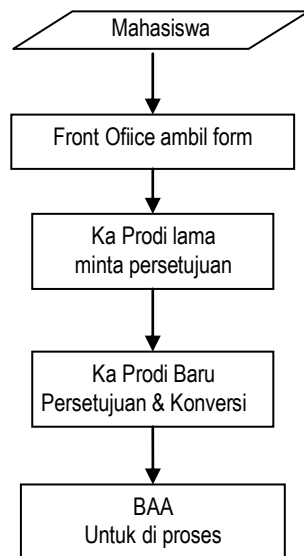 Mahasiswa
Front Ofiice ambil form
Ka Prodi lama
minta persetujuan
Ka Prodi Baru
Persetujuan & Konversi
BAA
Untuk di proses